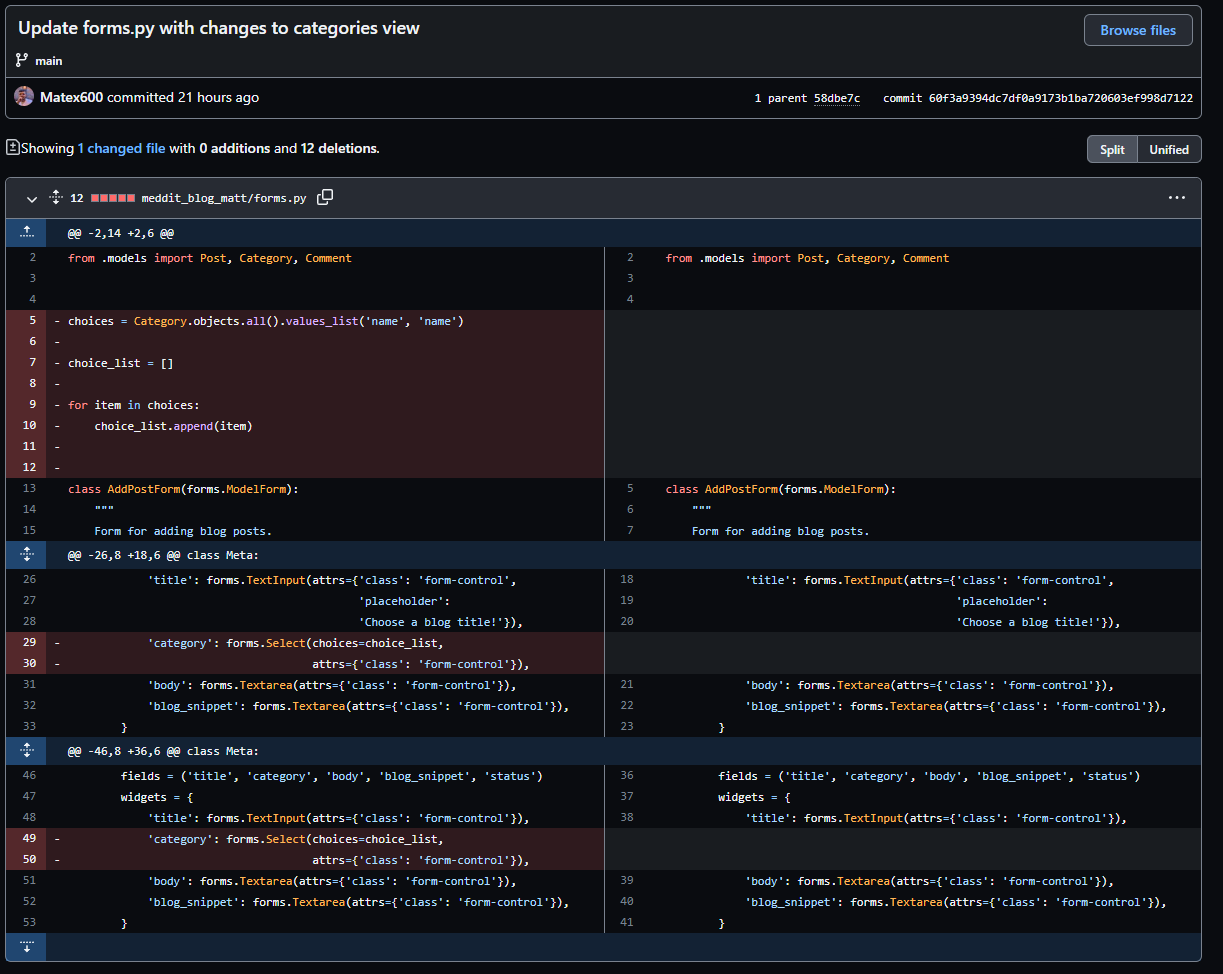 Update forms.py with changes to categories view
Browse files
main
Matex600 committed 21 hours ago
1 parent 58dbe7c commit 60f3a9394dc7df0a9173b1ba720603ef998d7122
Showing 1 changed file with 0 additions and 12 deletions.
Split Unified
12 meddit_blog_matt/forms.py
@@ -2,14 +2,6 @@
2 from .models import Post, Category, Comment 2 from .models import Post, Category, Comment
3 3
4 4
5 - choices = Category.objects.all().values_list('name', 'name')
6 -
7 - choice_list = []
8 -
9 - for item in choices:
10 - choice_list.append(item)
11 -
12 -
13 class AddPostForm(forms.ModelForm): 5 class AddPostForm(forms.ModelForm):
14 """ 6 """
15 Form for adding blog posts. 7 Form for adding blog posts.
@@ -26,8 +18,6 @@ class Meta:
26 'title': forms.TextInput(attrs={'class': 'form-control', 18 'title': forms.TextInput(attrs={'class': 'form-control',
27 'placeholder': 19 'placeholder':
28 'Choose a blog title!'}), 20 'Choose a blog title!'}),
29 - 'category': forms.Select(choices=choice_list,
30 - attrs={'class': 'form-control'}),
31 'body': forms.Textarea(attrs={'class': 'form-control'}), 21 'body': forms.Textarea(attrs={'class': 'form-control'}),
32 'blog_snippet': forms.Textarea(attrs={'class': 'form-control'}), 22 'blog_snippet': forms.Textarea(attrs={'class': 'form-control'}),
33 } 23 }
@@ -46,8 +36,6 @@ class Meta:
46 fields = ('title', 'category', 'body', 'blog_snippet', 'status') 36 fields = ('title', 'category', 'body', 'blog_snippet', 'status')
47 widgets = { 37 widgets = {
48 'title': forms.TextInput(attrs={'class': 'form-control'}), 38 'title': forms.TextInput(attrs={'class': 'form-control'}),
49 - 'category': forms.Select(choices=choice_list,
50 - attrs={'class': 'form-control'}),
51 'body': forms.Textarea(attrs={'class': 'form-control'}), 39 'body': forms.Textarea(attrs={'class': 'form-control'}),
52 'blog_snippet': forms.Textarea(attrs={'class': 'form-control'}), 40 'blog_snippet': forms.Textarea(attrs={'class': 'form-control'}),
53 } 41 }